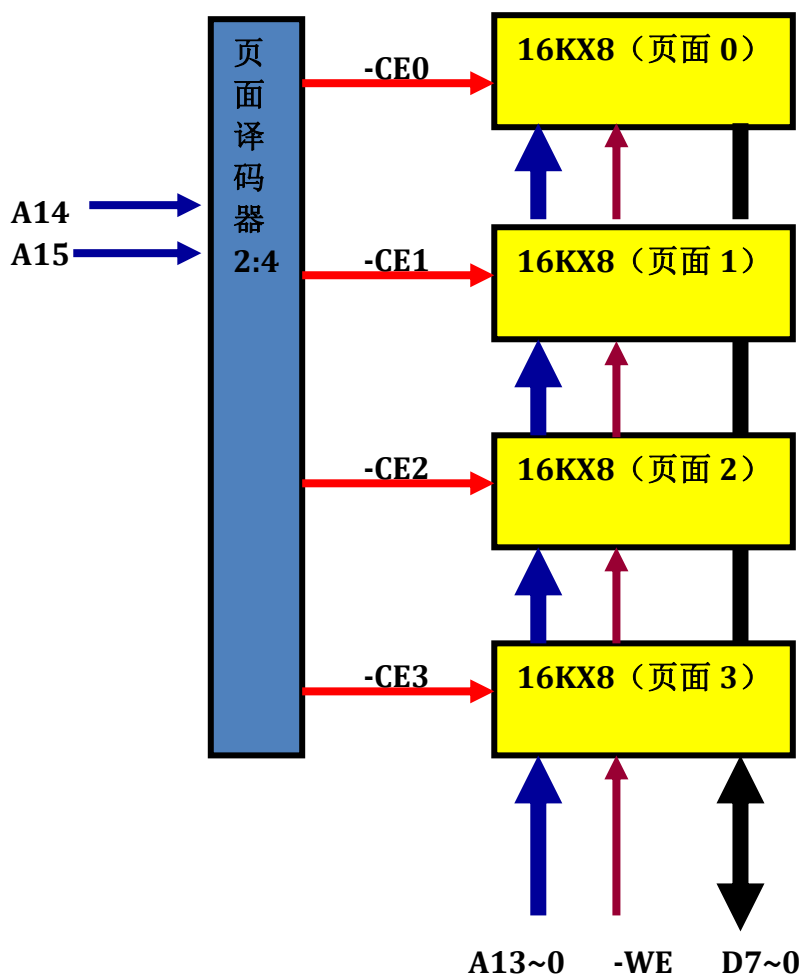 页
面
译
码
器
2:4
A14
A15
-CE0
-CE1
-CE2
-CE3
16KX8（页面 0）
16KX8（页面 1）
16KX8（页面 2）
16KX8（页面 3）
A13~0 -WE D7~0